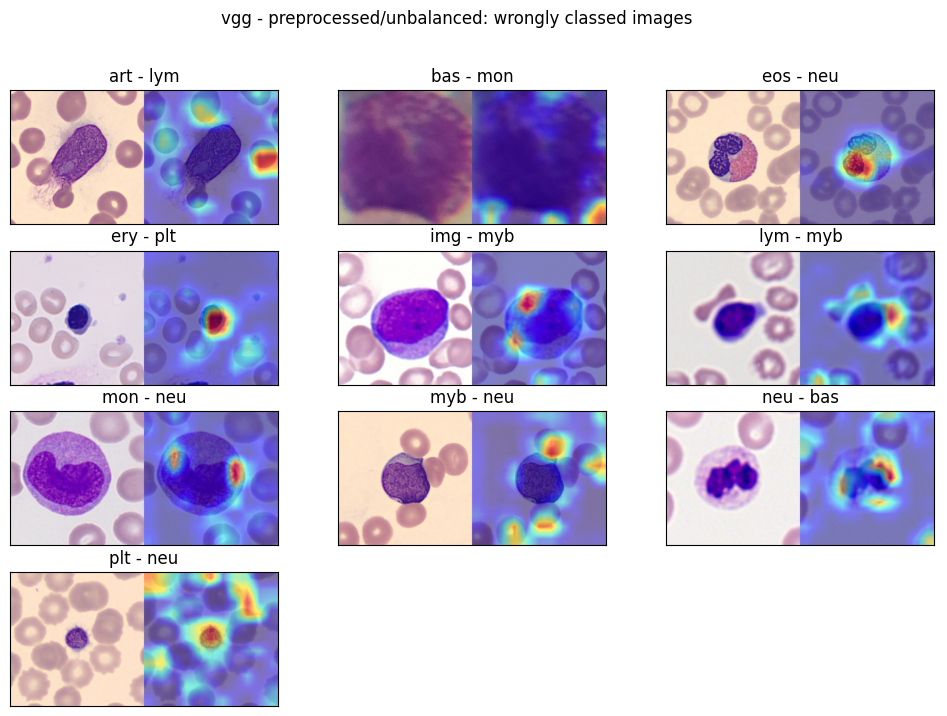 vgg - preprocessed/unbalanced: wrongly classed images
art - lym
bas - mon
eos - neu
ery - plt
img - myb
lym - myb
mon - neu
myb - neu
neu - bas
plt - neu